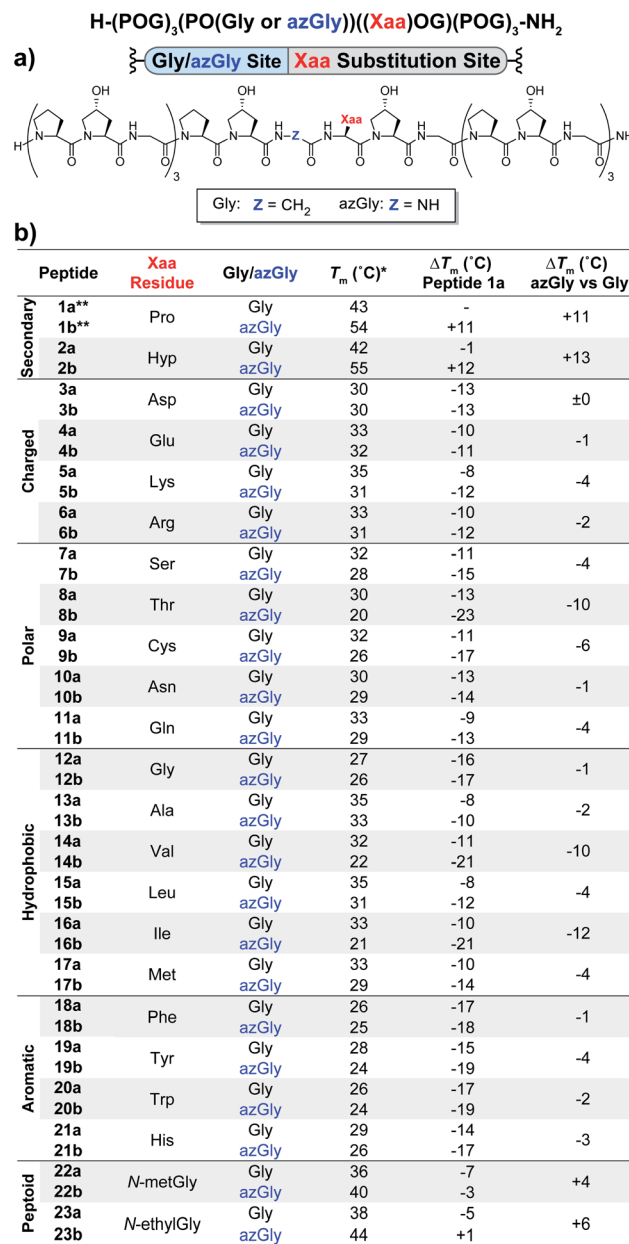 H-(POG)3(PO(Gly or azGly))((Xaa)OG)(POG)3-NH2
a)
Gly/azGly Site Xaa Substitution Site
OH OH OH OH
H N N O O HN O 3 N N O O HN Z O HN Xaa O N O HN O N N O O HN O 3 NH2
Gly: Z = CH2 azGly: Z = NH
b)
Peptide Xaa Residue Gly/azGly Tm (˚C)* ΔTm (˚C) Peptide 1a ΔTm (˚C) azGly vs Gly
Secondary
1a** Pro Gly 43 - +11
1b** azGly 54 +11
2a Hyp Gly 42 -1 +13
2b azGly 55 +12
Charged
3a Asp Gly 30 -13 ±0
3b azGly 30 -13
4a Glu Gly 33 -10 -1
4b azGly 32 -11
5a Lys Gly 35 -8 -4
5b azGly 31 -12
6a Arg Gly 33 -10 -2
6b azGly 31 -12
Polar
7a Ser Gly 32 -11 -4
7b azGly 28 -15
8a Thr Gly 30 -13 -10
8b azGly 20 -23
9a Cys Gly 32 -11 -6
9b azGly 26 -17
10a Asn Gly 30 -13 -1
10b azGly 29 -14
11a Gln Gly 33 -9 -4
11b azGly 29 -13
Hydrophobic
12a Gly Gly 27 -16 -1
12b azGly 26 -17
13a Ala Gly 35 -8 -2
13b azGly 33 -10
14a Val Gly 32 -11 -10
14b azGly 22 -21
15a Leu Gly 35 -8 -4
15b azGly 31 -12
16a Ile Gly 33 -10 -12
16b azGly 21 -21
17a Met Gly 33 -10 -4
17b azGly 29 -14
Aromatic
18a Phe Gly 26 -17 -1
18b azGly 25 -18
19a Tyr Gly 28 -15 -4
19b azGly 24 -19
20a Trp Gly 26 -17 -2
20b azGly 24 -19
21a His Gly 29 -14 -3
21b azGly 26 -17
Peptoid
22a N-metGly Gly 36 -7 +4
22b azGly 40 -3
23a N-ethylGly Gly 38 -5 +6
23b azGly 44 +1